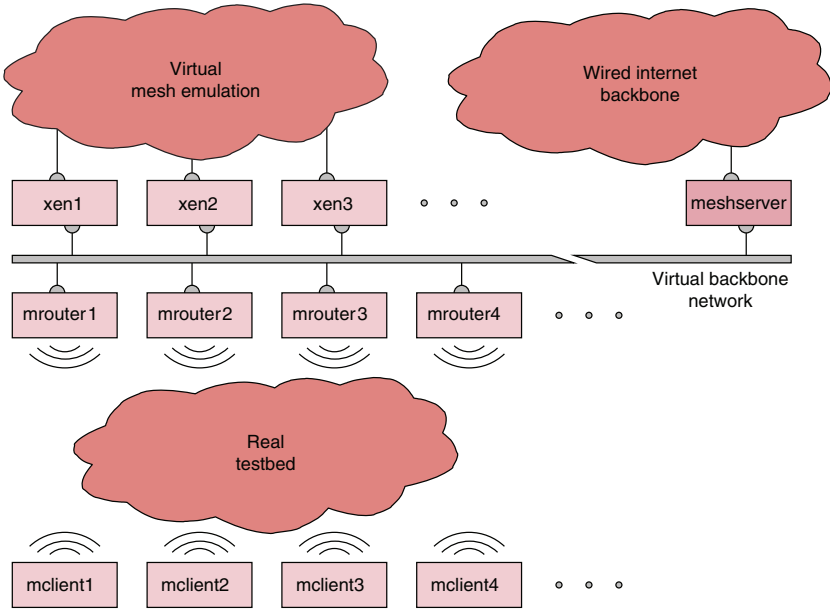 Virtual
mesh emulation
Wired internet
backbone
xen1
xen2
xen3
meshserver
Virtual backbone
network
mrouter1
mrouter2
mrouter3
mrouter4
Real
testbed
mclient1
mclient2
mclient3
mclient4